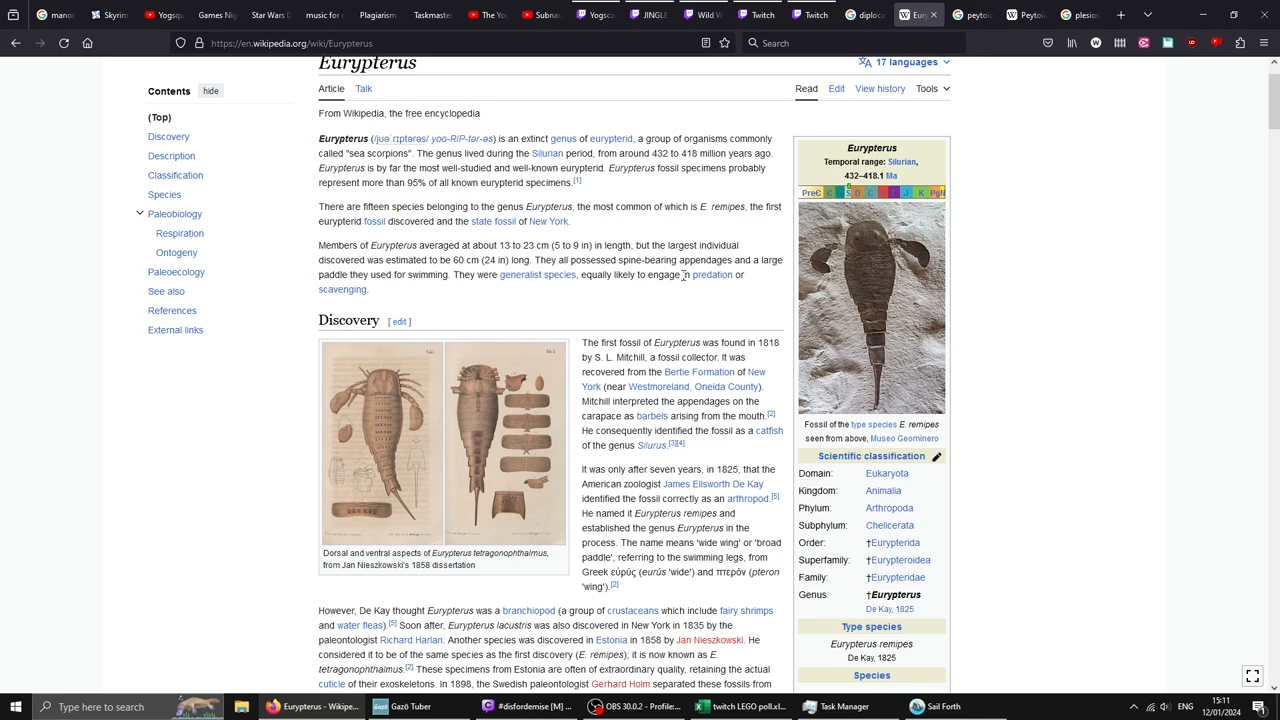 Captain
Taskmaster
Yogsca
JINGLE
W Wikip
Twitter
Eury
peytoia
Peytoi
plesios
https://en.wikipedia.org/wiki/Eurypterus
Search
Eurypterus
17 languages
Article
Talk
Read
Edit
View history
Tools
Contents
hide
(Top)
Discovery
Description
Classification
Species
Paleobiology
Respiration
Ontogeny
Paleoecology
See also
References
External links
From Wikipedia, the free encyclopedia
Eurypterus (/jʊəˈrɪptərəs/ yoo-RIP-tər-əs) is an extinct genus of eurypterid, a group of organisms commonly
called "sea scorpions". The genus lived during the Silurian period, from around 432 to 418 million years ago.
Eurypterus is by far the most well-studied and well-known eurypterid. Eurypterus fossil specimens probably
represent more than 95% of all known eurypterid specimens.[1]
There are fifteen species belonging to the genus Eurypterus, the most common of which is E. remipes, the first
eurypterid fossil discovered and the state fossil of New York.
Members of Eurypterus averaged at about 13 to 23 cm (5 to 9 in) in length, but the largest individual
discovered was estimated to be 60 cm (24 in) long. They all possessed spine-bearing appendages and a large
paddle they used for swimming. They were generalist species, equally likely to engage in predation or
scavenging.
Discovery
[ edit ]
Dorsal and ventral aspects of Eurypterus tetragonophthalmus,
from Jan Nieszkowski's 1858 dissertation
The first fossil of Eurypterus was found in 1818
by S. L. Mitchill, a fossil collector. It was
recovered from the Bertie Formation of New
York (near Westmoreland, Oneida County).
Mitchill interpreted the appendages on the
carapace as barbels arising from the mouth.[2]
He consequently identified the fossil as a catfish
of the genus Silurus.[3][4]
It was only after seven years, in 1825, that the
American zoologist James Ellsworth De Kay
identified the fossil correctly as an arthropod.[5]
He named it Eurypterus remipes and
established the genus Eurypterus in the
process. The name means 'wide wing' or 'broad
paddle', referring to the swimming legs, from
Greek εὐρύς (eurús 'wide') and πτερόν (pteron
'wing').[2]
However, De Kay thought Eurypterus was a branchiopod (a group of crustaceans which include fairy shrimps
and water fleas).[5] Soon after, Eurypterus lacustris was also discovered in New York in 1835 by the
paleontologist Richard Harlan. Another species was discovered in Estonia in 1858 by Jan Nieszkowski. He
considered it to be of the same species as the first discovery (E. remipes); it is now known as E.
tetragonophthalmus.[2] These specimens from Estonia are often of extraordinary quality, retaining the actual
cuticle of their exoskeletons. In 1898, the Swedish paleontologist Gerhard Holm separated these fossils from
Eurypterus
Temporal range: Silurian,
432–418.1 Ma
PreꞒ Ꞓ O S D C P T J K Pg N
Fossil of the type species E. remipes
seen from above, Museo Geominero
Scientific classification
Domain: Eukaryota
Kingdom: Animalia
Phylum: Arthropoda
Subphylum: Chelicerata
Order: †Eurypterida
Superfamily: †Eurypteroidea
Family: †Eurypteridae
Genus: †Eurypterus
De Kay, 1825
Type species
Eurypterus remipes
De Kay, 1825
Species
Type here to search
Eurypterus - Wikipe...
Gazō Tuber
#disfordisme [M] ...
OBS 30.0.2 - Profile:...
twitch LEGO poll.xl...
Task Manager
Sail Forth
15:11
12/01/2024